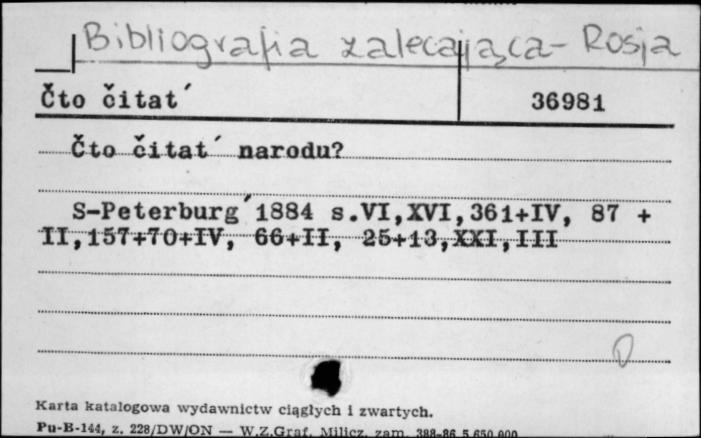 Bibliografia zalecająca - Rosja
Čto čitat´ 36981
Čto čitat´ narodu?
S-Peterburg´1884 s.VI,XVI,361+IV, 87 +
II,157+70+IV, 66+II, 25+13,XXI,III
D
Karta katalogowa wydawnictw ciągłych i zwartych.
Pu-B-144, z. 228/DW/ON — W.Z.Graf. Milicz, zam. 388-86 5 650 000